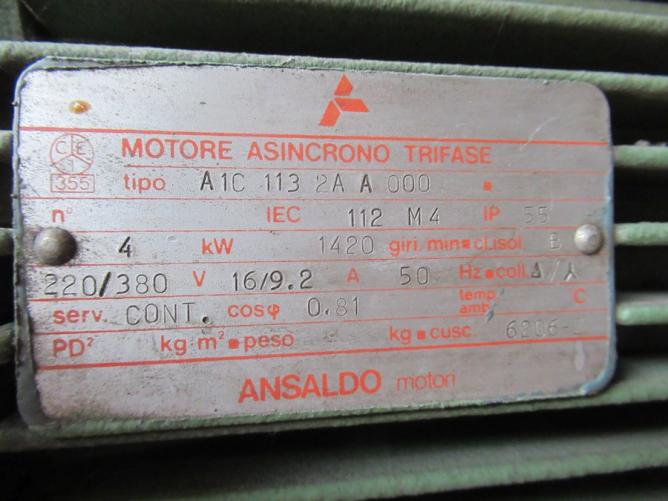 CE
MOTORE ASINCRONO TRIFASE
355 tipo A1C 113 2A A 000
n° IEC 112 M4 IP 55
4 kW 1420 giri min■cl.isol. B
220/380 V 16/9.2 A 50 Hz■coll. Δ/⅄
serv. CONT. cosφ 0.81 temp. amb. C
PD² kg m²■peso kg■cusc. 6206-
ANSALDO motori